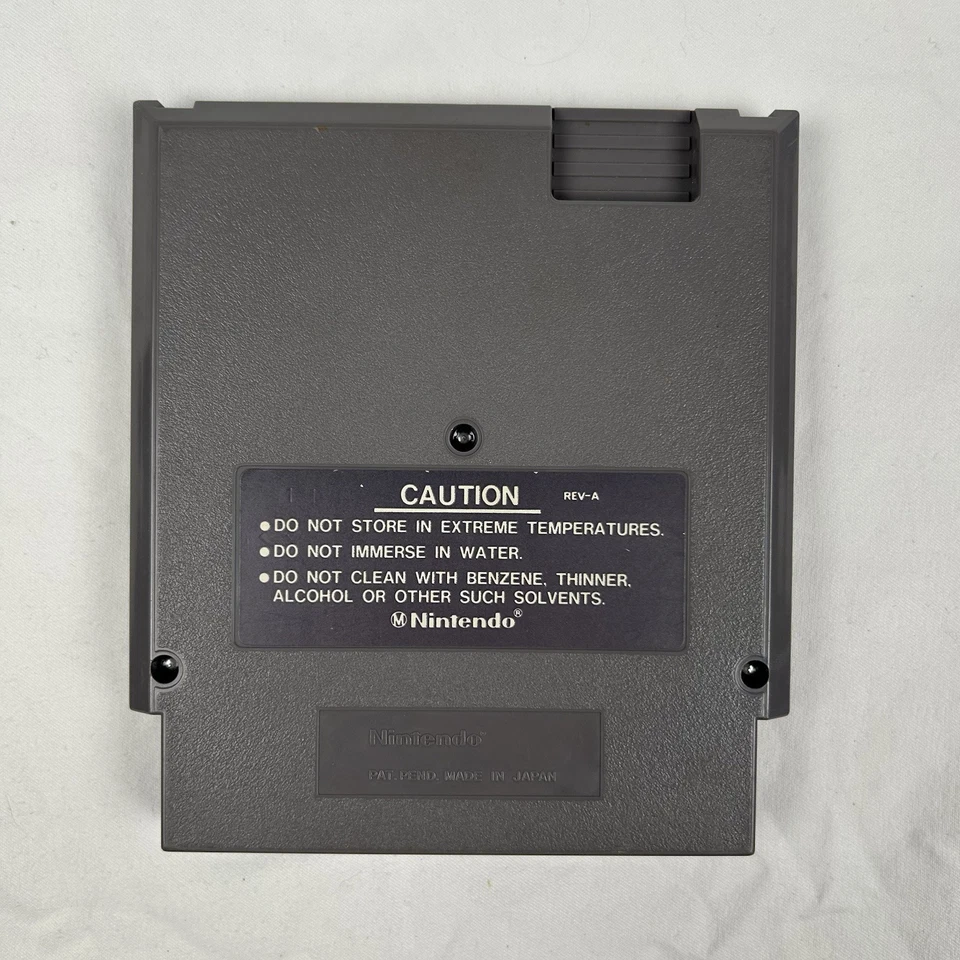 CAUTION REV-A
●DO NOT STORE IN EXTREME TEMPERATURES.
●DO NOT IMMERSE IN WATER.
●DO NOT CLEAN WITH BENZENE, THINNER,
ALCOHOL OR OTHER SUCH SOLVENTS.
Ⓜ Nintendo®
Nintendo™
PAT. PEND. MADE IN JAPAN